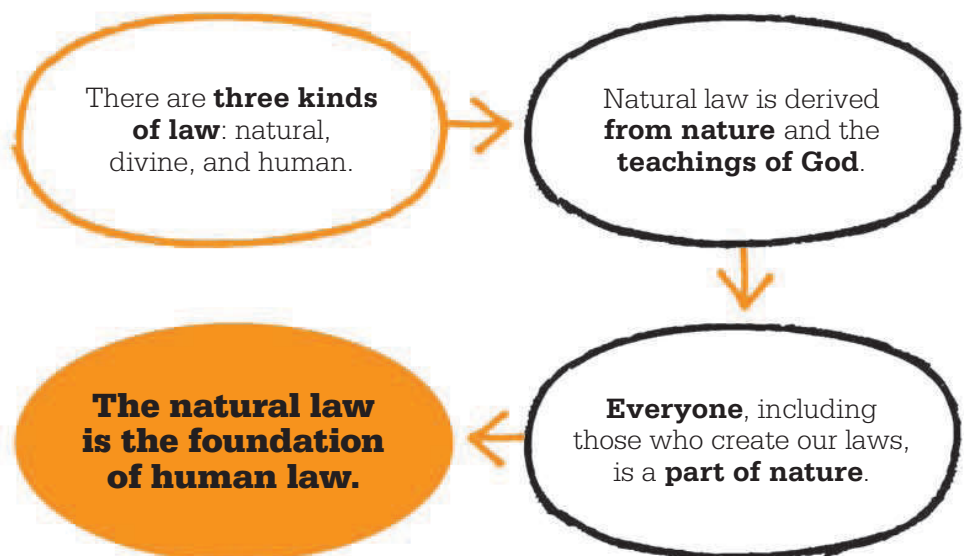 There are three kinds
of law: natural,
divine, and human.
Natural law is derived
from nature and the
teachings of God.
Everyone, including
those who create our laws,
is a part of nature.
The natural law
is the foundation
of human law.